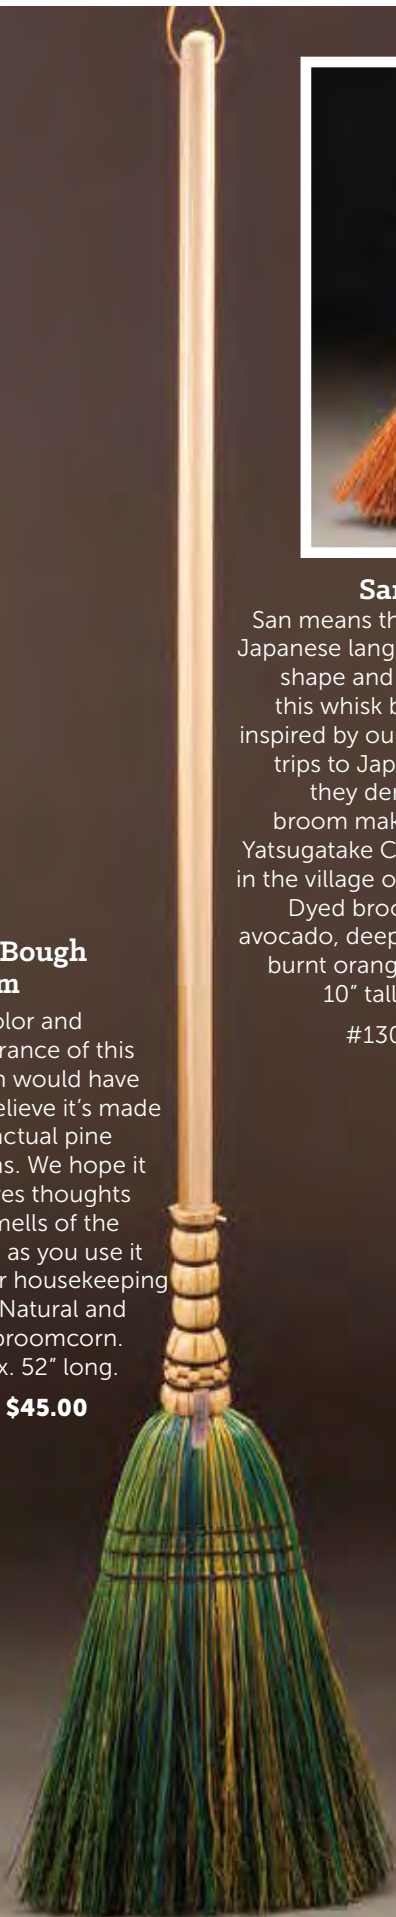 Sar
San means th
Japanese lang
shape and
this whisk b
inspired by ou
trips to Jap
they der
broom mak
Yatsugatake C
in the village o
Dyed broo
avocado, deep
burnt orang
10” tall
#130
Bough
m
olor and
rance of this
n would have
elieve it’s made
actual pine
ns. We hope it
es thoughts
mells of the
as you use it
r housekeeping
Natural and
broomcorn.
x. 52” long.
$45.00